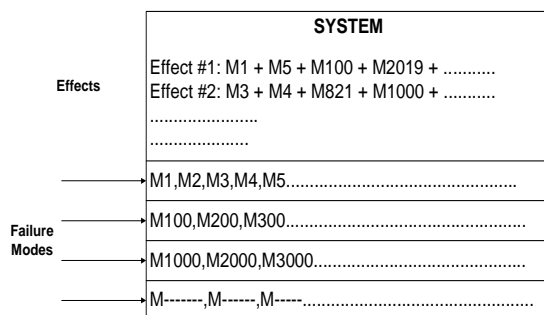 SYSTEM
Effect #1: M1 + M5 + M100 + M2019 + ...........
Effects
Effect #2: M3 + M4 + M821 + M1000 + ...........
.......................
.....................
M1,M2,M3,M4,M5................................................
M100,M200,M300..................................................
Failure
Modes
M1000,M2000,M3000............................................
M-------,M------,M-----................................................